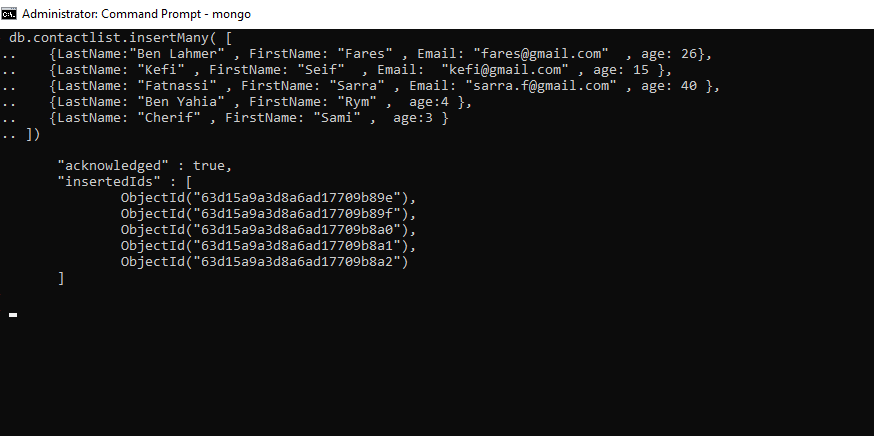 Administrator: Command Prompt - mongo
db.contactlist.insertMany( [
..    {LastName:"Ben Lahmer" , FirstName: "Fares" , Email: "fares@gmail.com"  , age: 26},
..    {LastName: "Kefi" , FirstName: "Seif"  , Email:  "kefi@gmail.com" , age: 15 },
..    {LastName: "Fatnassi" , FirstName: "Sarra" , Email: "sarra.f@gmail.com" , age: 40 },
..    {LastName: "Ben Yahia" , FirstName: "Rym" ,  age:4 },
..    {LastName: "Cherif" , FirstName: "Sami" ,  age:3 }
.. ])
"acknowledged" : true,
"insertedIds" : [
ObjectId("63d15a9a3d8a6ad17709b89e"),
ObjectId("63d15a9a3d8a6ad17709b89f"),
ObjectId("63d15a9a3d8a6ad17709b8a0"),
ObjectId("63d15a9a3d8a6ad17709b8a1"),
ObjectId("63d15a9a3d8a6ad17709b8a2")
]